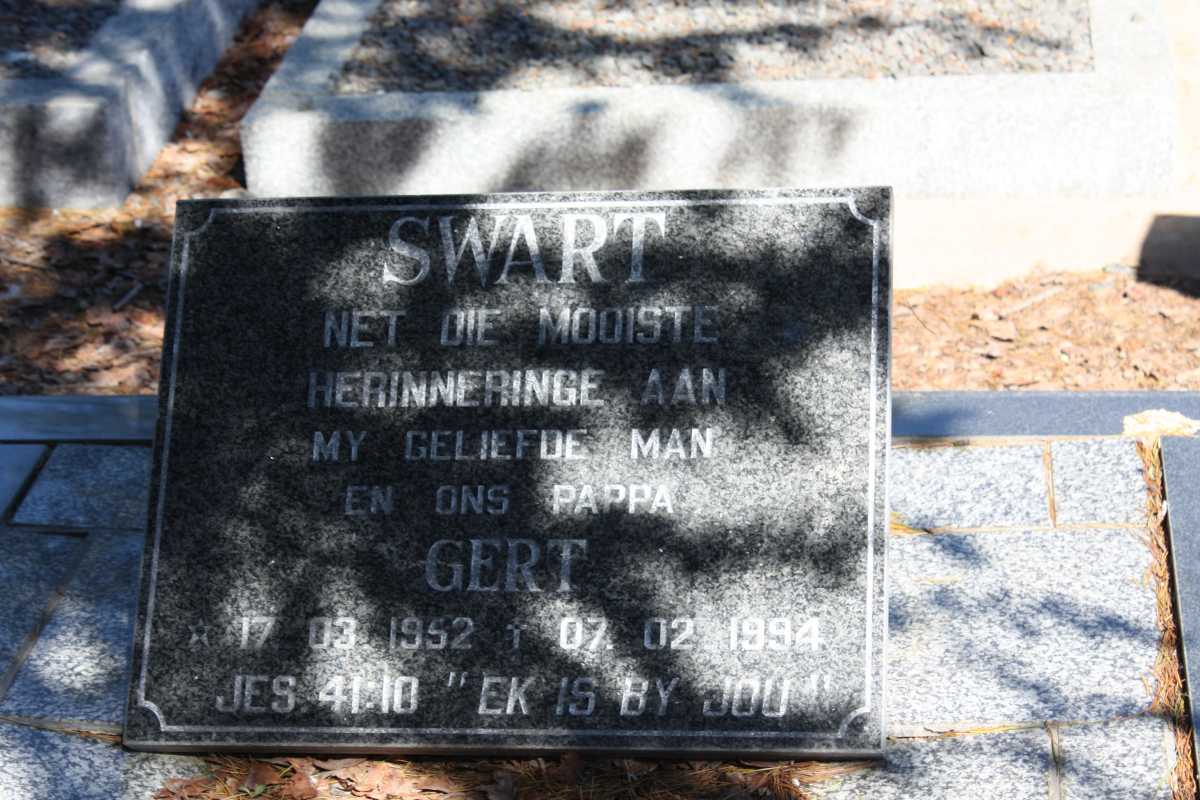 SWART
NET DIE MOOISTE
HERINNERINGE AAN
MY GELIEFDE MAN
EN ONS PAPPA
GERT
* 17. 03. 1952 † 07. 02. 1994
JES 41:10 "EK IS BY JOU"